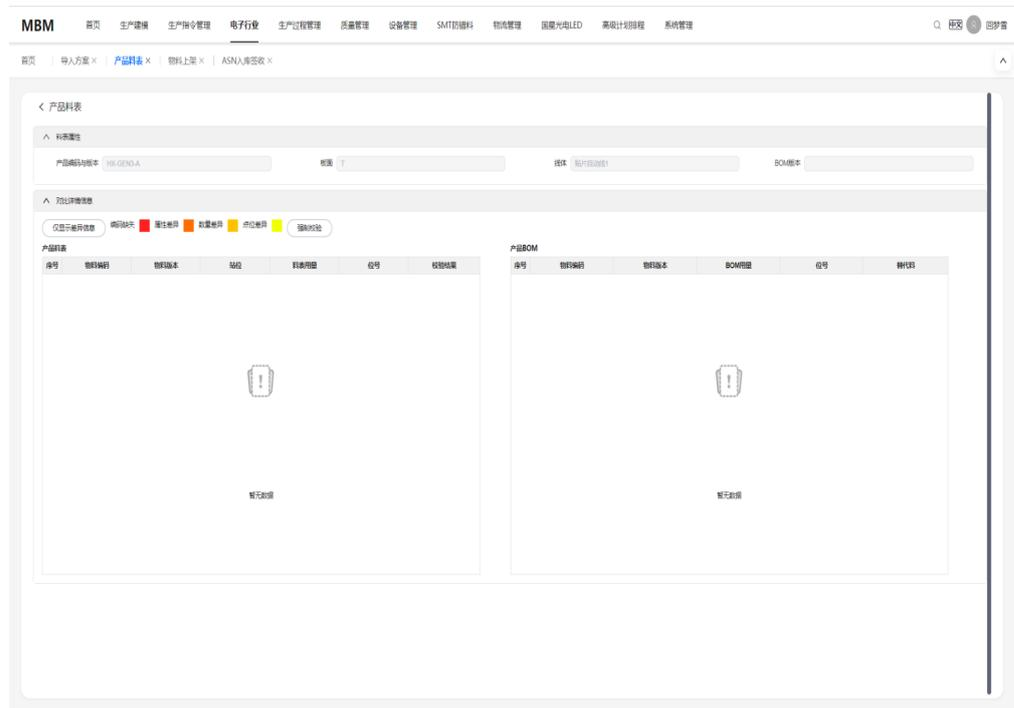 MBM 首页 生产建模 生产指令管理 电子行业 生产过程管理 质量管理 设备管理 SMT防错料 物流管理 国星光电LED 高级计划排程 系统管理 中文 回梦雪
首页 导入方案 × 产品料表 × 物料上架 × ASN入库签收 ×
产品料表
料表属性
产品编码与版本 HX-GEN3-A 板面 T 线体 贴片自动线1 BOM版本
对比详情信息
仅显示差异信息 编码缺失 属性差异 数量差异 点位差异 强制校验
产品料表 产品BOM
序号 物料编码 物料版本 站位 料表用量 位号 校验结果 序号 物料编码 物料版本 BOM用量 位号 替代料
暂无数据 暂无数据